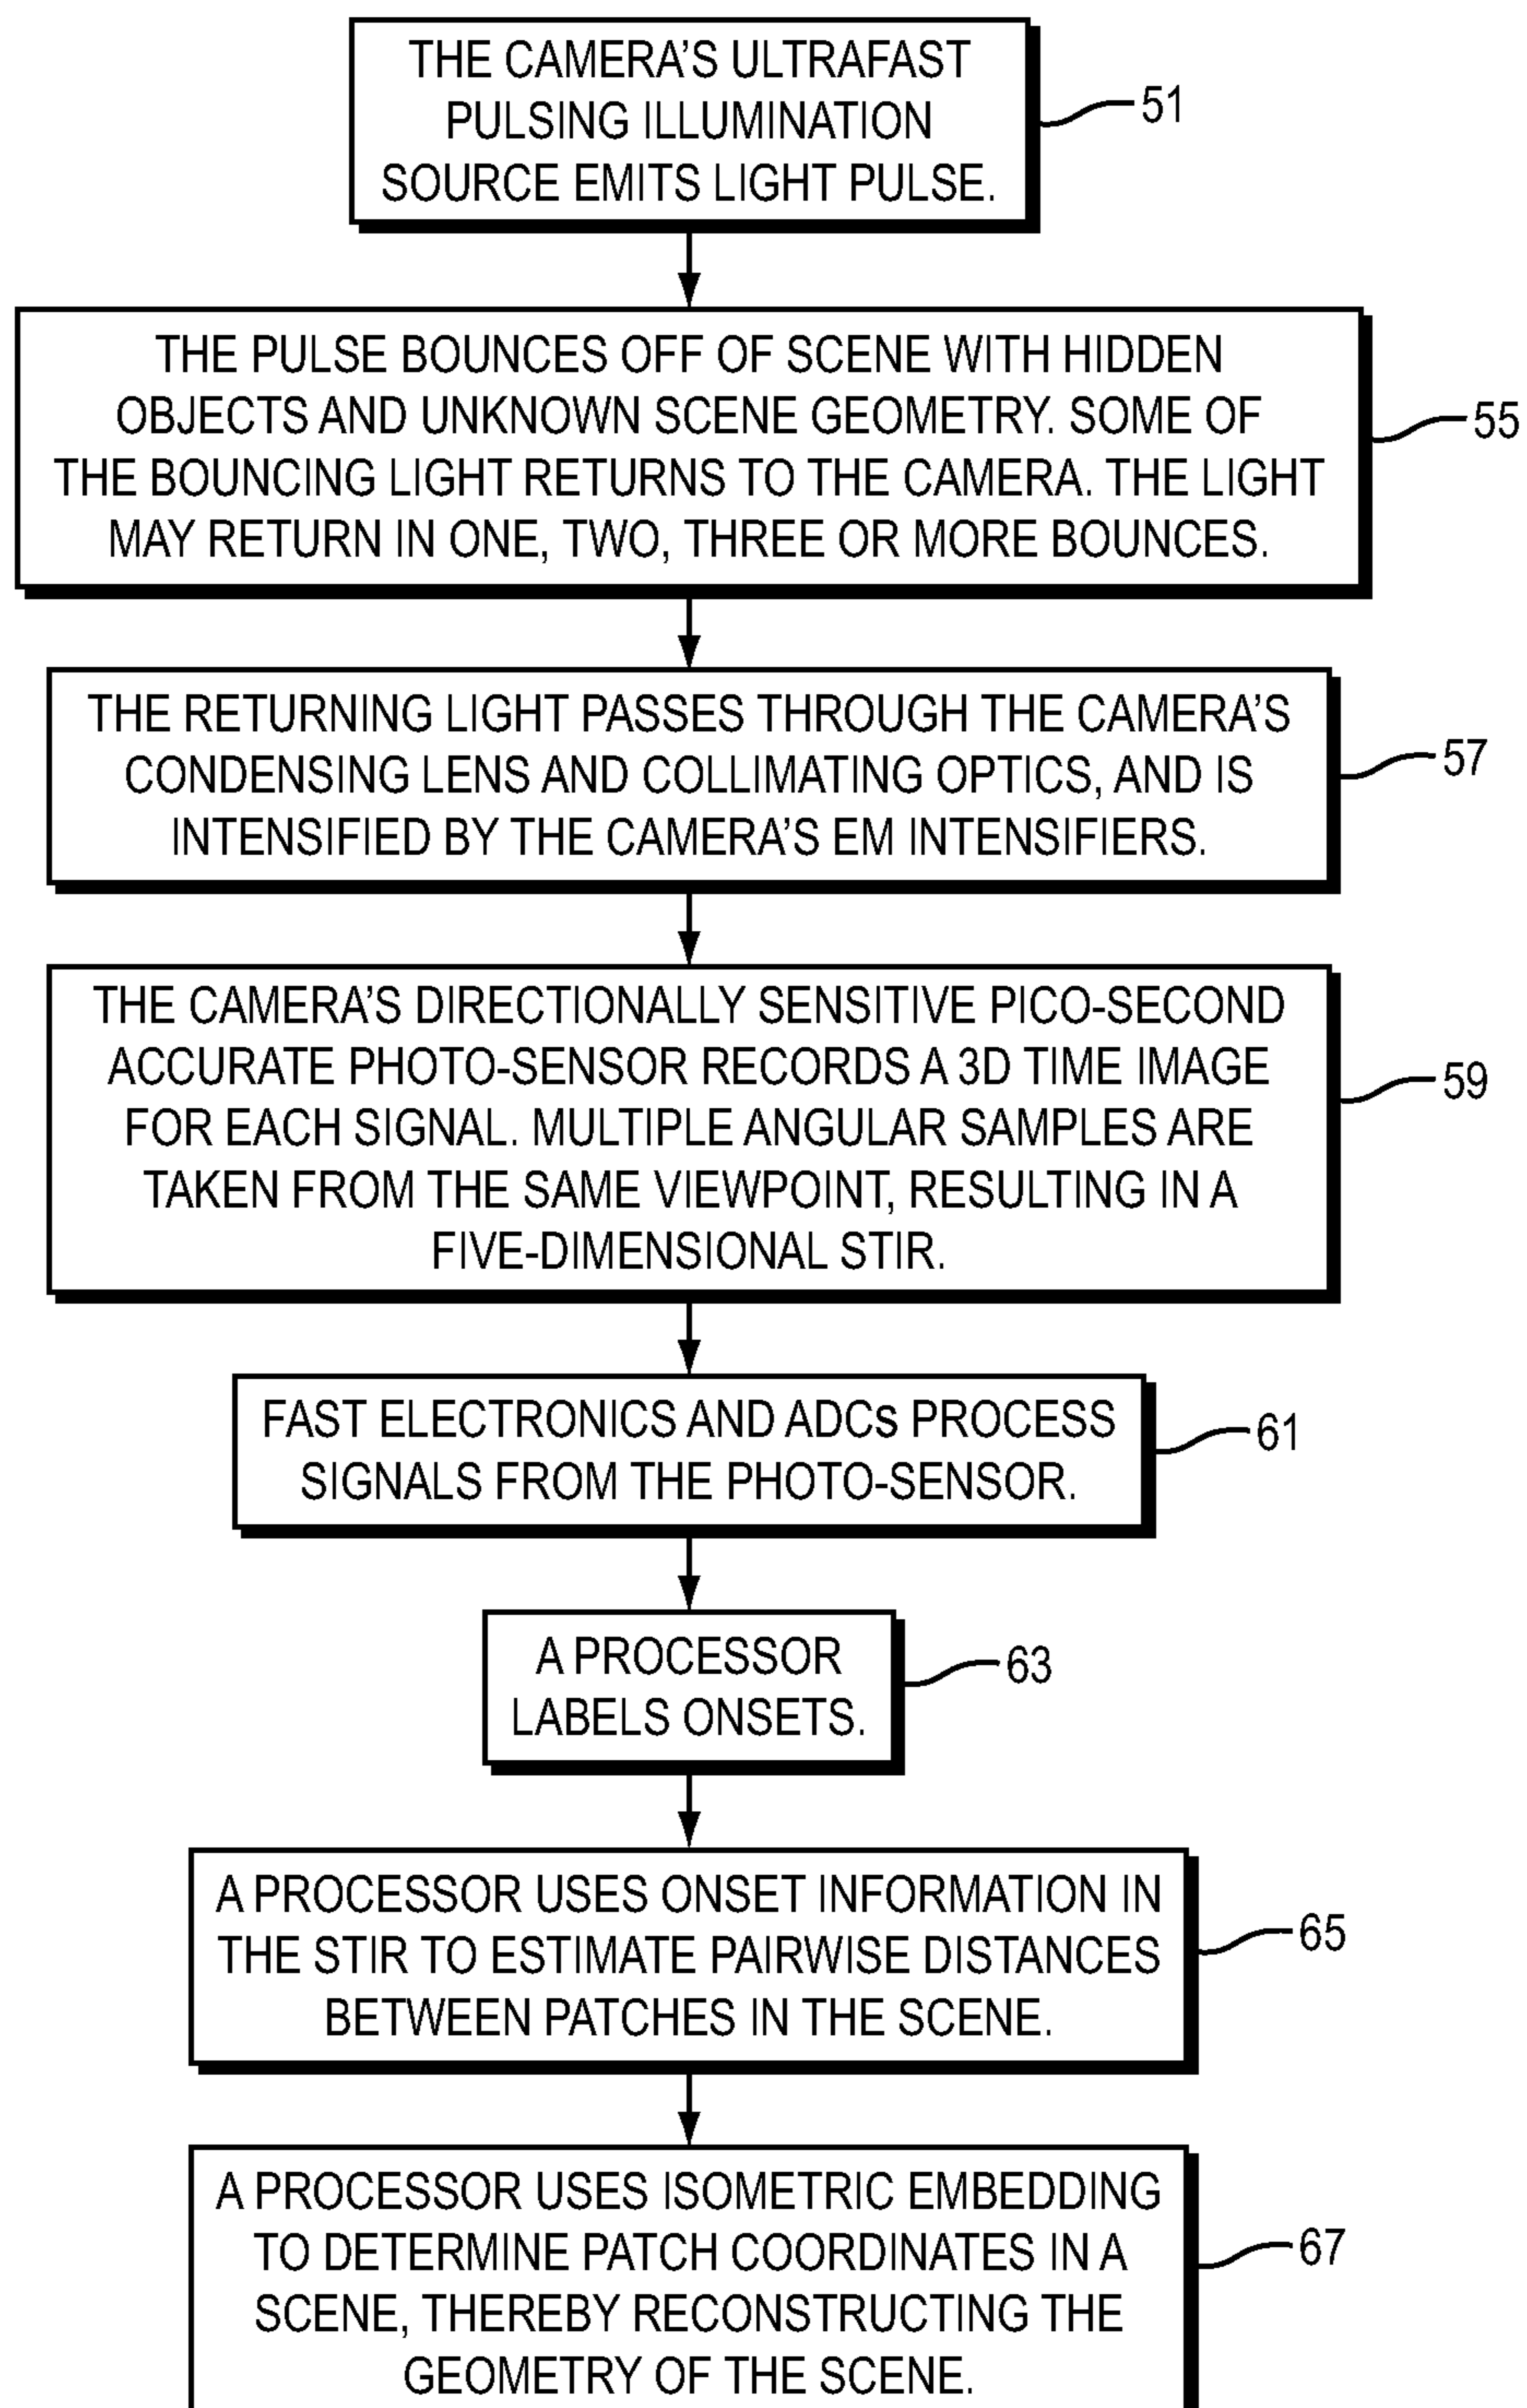 THE CAMERA'S ULTRAFAST
PULSING ILLUMINATION
SOURCE EMITS LIGHT PULSE.
51
THE PULSE BOUNCES OFF OF SCENE WITH HIDDEN
OBJECTS AND UNKNOWN SCENE GEOMETRY. SOME OF
THE BOUNCING LIGHT RETURNS TO THE CAMERA. THE LIGHT
MAY RETURN IN ONE, TWO, THREE OR MORE BOUNCES.
55
THE RETURNING LIGHT PASSES THROUGH THE CAMERA'S
CONDENSING LENS AND COLLIMATING OPTICS, AND IS
INTENSIFIED BY THE CAMERA'S EM INTENSIFIERS.
57
THE CAMERA'S DIRECTIONALLY SENSITIVE PICO-SECOND
ACCURATE PHOTO-SENSOR RECORDS A 3D TIME IMAGE
FOR EACH SIGNAL. MULTIPLE ANGULAR SAMPLES ARE
TAKEN FROM THE SAME VIEWPOINT, RESULTING IN A
FIVE-DIMENSIONAL STIR.
59
FAST ELECTRONICS AND ADCs PROCESS
SIGNALS FROM THE PHOTO-SENSOR.
61
A PROCESSOR
LABELS ONSETS.
63
A PROCESSOR USES ONSET INFORMATION IN
THE STIR TO ESTIMATE PAIRWISE DISTANCES
BETWEEN PATCHES IN THE SCENE.
65
A PROCESSOR USES ISOMETRIC EMBEDDING
TO DETERMINE PATCH COORDINATES IN A
SCENE, THEREBY RECONSTRUCTING THE
GEOMETRY OF THE SCENE.
67